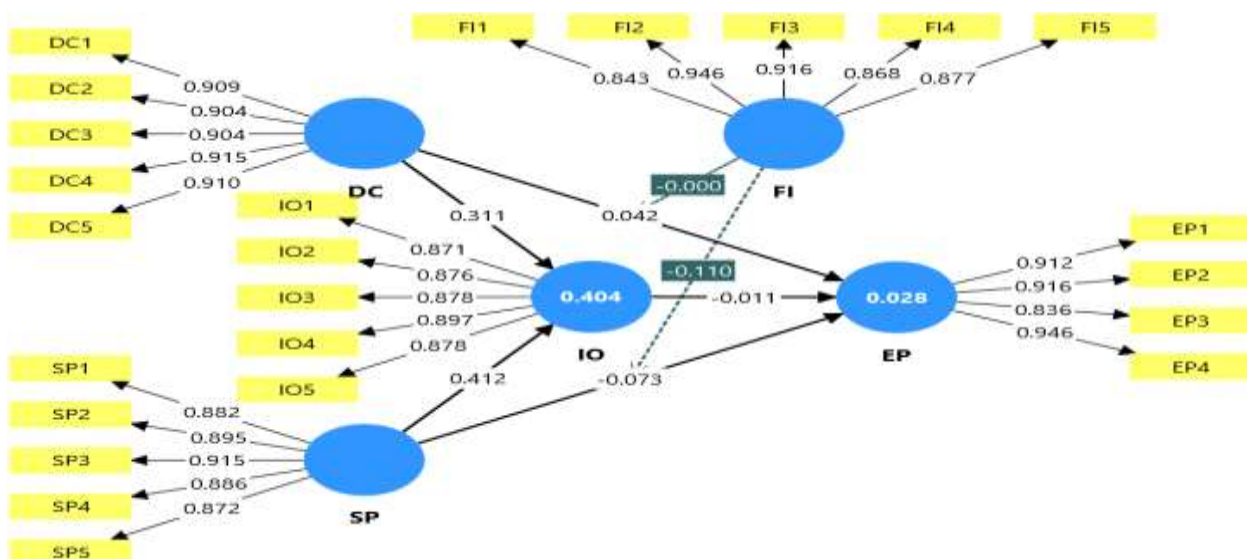 DC1
DC2
DC3
DC4
DC5
0.909
0.904
0.904
0.915
0.910
DC
FI1
FI2
FI3
FI4
FI5
0.843
0.946
0.916
0.868
0.877
FI
-0.000
0.042
0.311
-0.110
IO1
IO2
IO3
IO4
IO5
0.871
0.876
0.878
0.897
0.878
0.404
IO
-0.011
0.028
EP
0.912
0.916
0.836
0.946
EP1
EP2
EP3
EP4
0.412
-0.073
SP1
SP2
SP3
SP4
SP5
0.882
0.895
0.915
0.886
0.872
SP